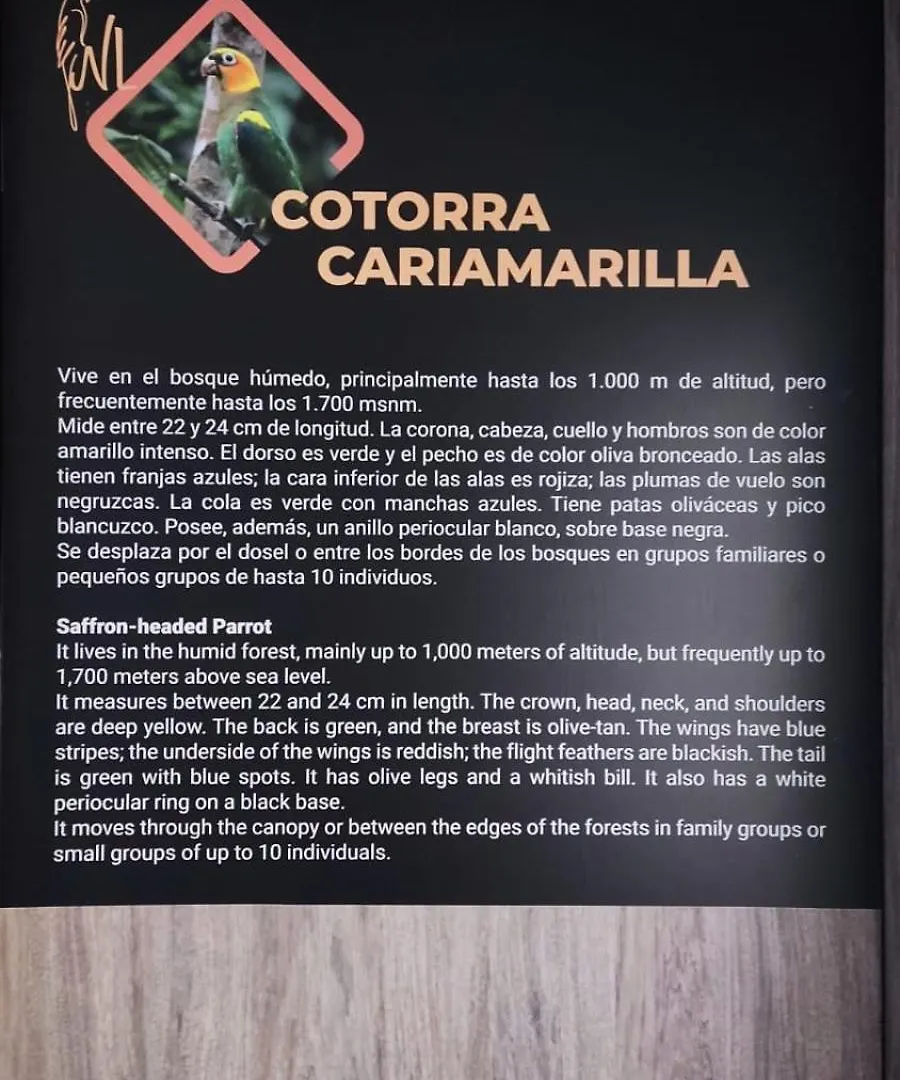 NL
COTORRA
CARIAMARILLA
Vive en el bosque húmedo, principalmente hasta los 1.000 m de altitud, pero
frecuentemente hasta los 1.700 msnm.
Mide entre 22 y 24 cm de longitud. La corona, cabeza, cuello y hombros son de color
amarillo intenso. El dorso es verde y el pecho es de color oliva bronceado. Las alas
tienen franjas azules; la cara inferior de las alas es rojiza; las plumas de vuelo son
negruzcas. La cola es verde con manchas azules. Tiene patas oliváceas y pico
blancuzco. Posee, además, un anillo periocular blanco, sobre base negra.
Se desplaza por el dosel o entre los bordes de los bosques en grupos familiares o
pequeños grupos de hasta 10 individuos.
Saffron-headed Parrot
It lives in the humid forest, mainly up to 1,000 meters of altitude, but frequently up to
1,700 meters above sea level.
It measures between 22 and 24 cm in length. The crown, head, neck, and shoulders
are deep yellow. The back is green, and the breast is olive-tan. The wings have blue
stripes; the underside of the wings is reddish; the flight feathers are blackish. The tail
is green with blue spots. It has olive legs and a whitish bill. It also has a white
periocular ring on a black base.
It moves through the canopy or between the edges of the forests in family groups or
small groups of up to 10 individuals.